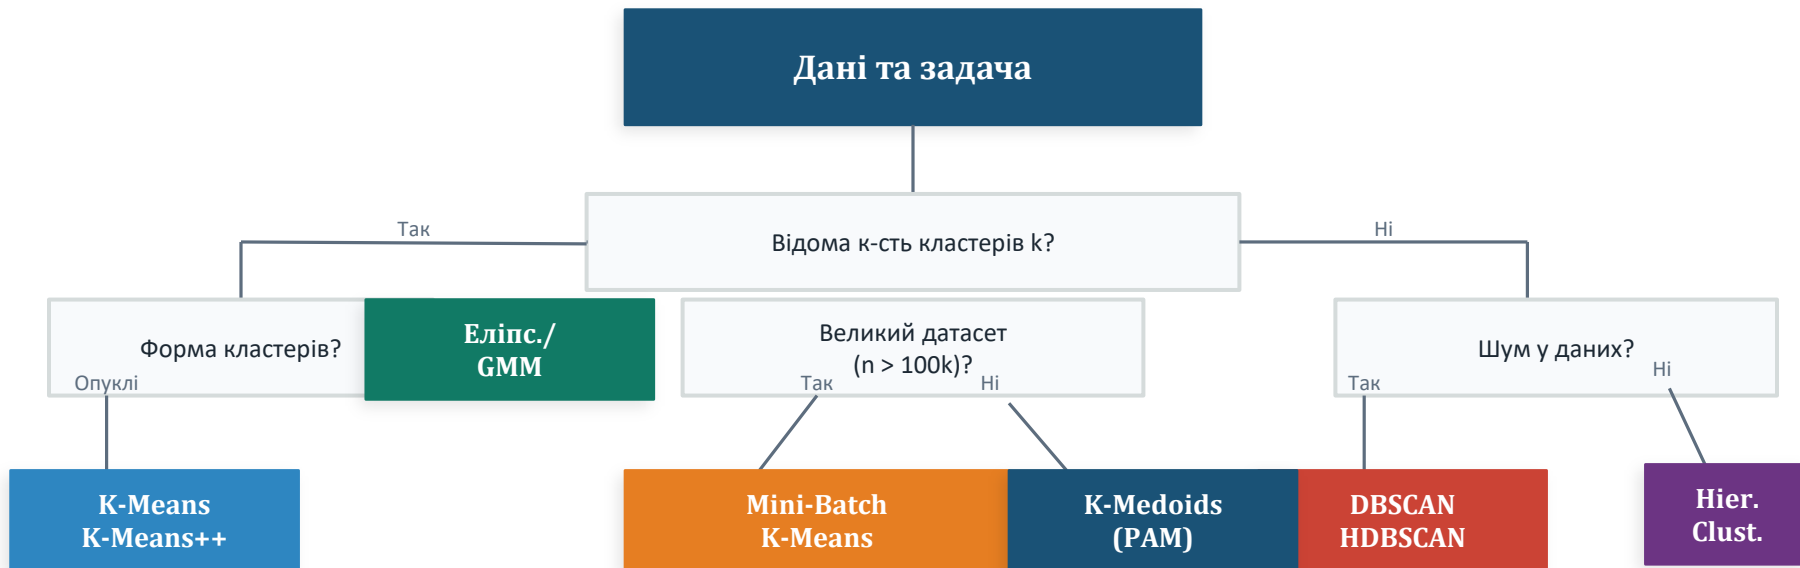 Дані та задача
Так
Відома к-сть кластерів k?
Ні
Форма кластерів?
Опуклі
Еліпс./
GMM
Великий датасет
(n > 100k)?
Так
Ні
Шум у даних?
Так
Ні
K-Means
K-Means++
Mini-Batch
K-Means
K-Medoids
(PAM)
DBSCAN
HDBSCAN
Hier.
Clust.